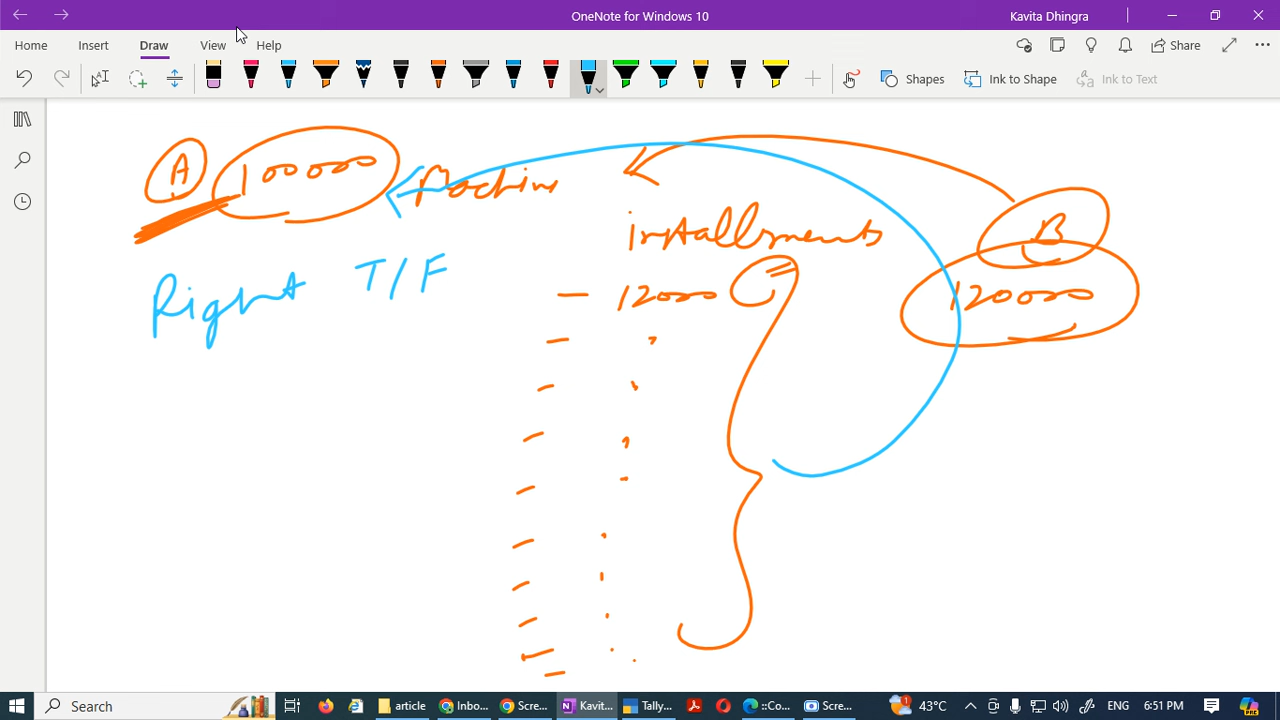 OneNote for Windows 10
Kavita Dhingra
Home Insert Draw View Help
Share
Shapes Ink to Shape Ink to Text
A 100000 Machine
B
installsments
120000
Right T/F
- 12000
Search
article
Inbo...
Scre...
Kavit...
Tally...
::Co...
Scre...
43°C
ENG
6:51 PM